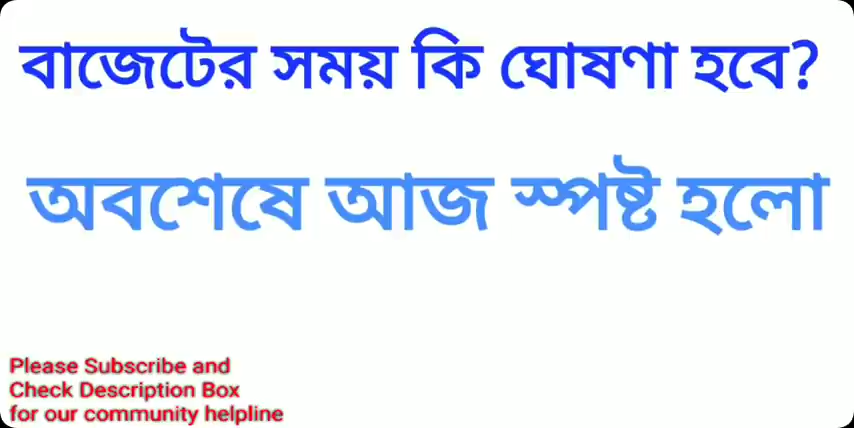 বাজেটের সময় কি ঘোষণা হবে?
অবশেষে আজ স্পষ্ট হলো
Please Subscribe and
Check Description Box
for our community helpline